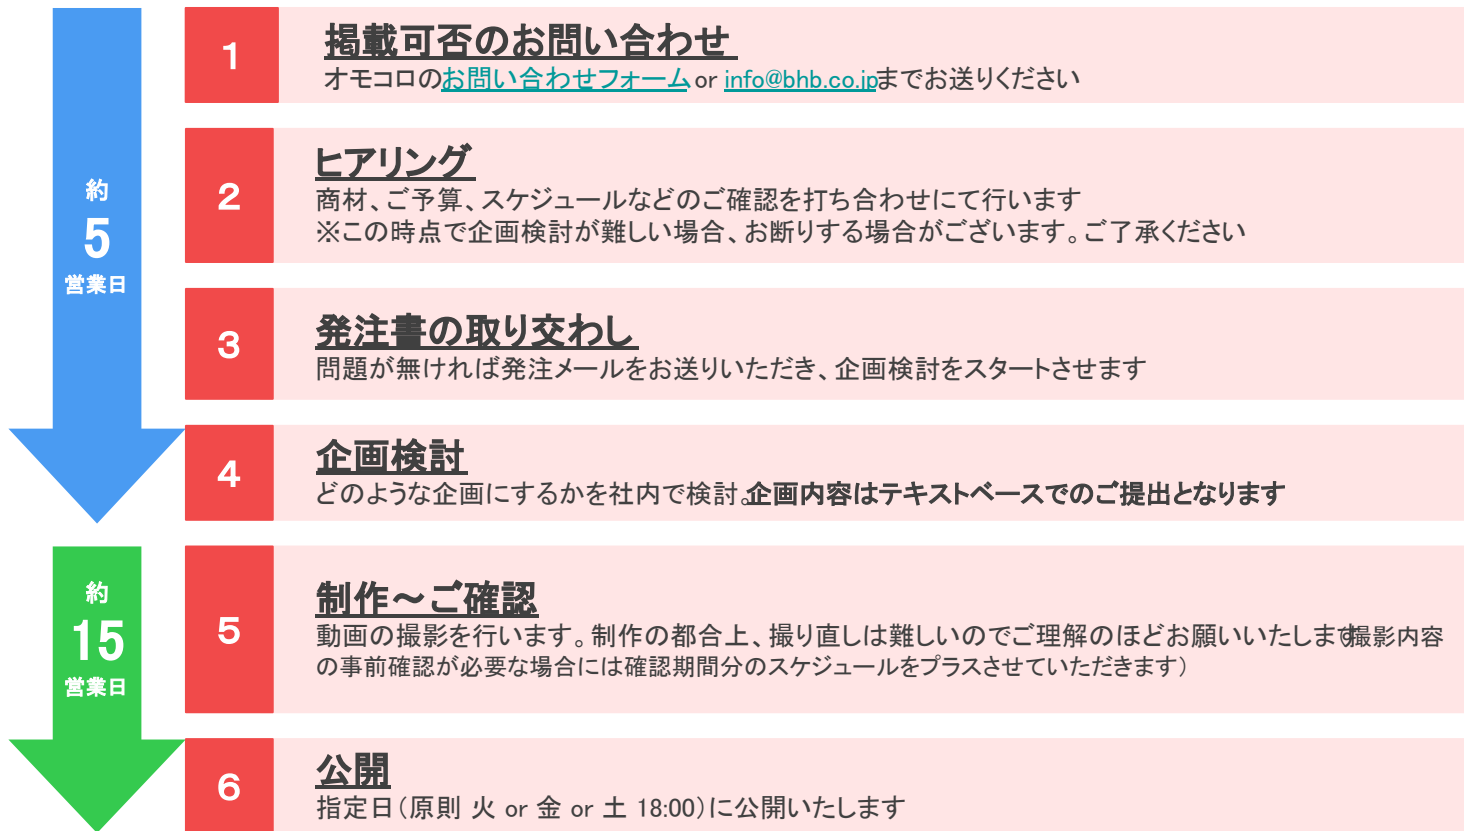 約
5
営業日
1
掲載可否のお問い合わせ
オモコロのお問い合わせフォーム or info@bhb.co.jpまでお送りください
2
ヒアリング
商材、ご予算、スケジュールなどのご確認を打ち合わせにて行います
※この時点で企画検討が難しい場合、お断りする場合がございます。ご了承ください
3
発注書の取り交わし
問題が無ければ発注メールをお送りいただき、企画検討をスタートさせます
4
企画検討
どのような企画にするかを社内で検討。企画内容はテキストベースでのご提出となります
約
15
営業日
5
制作～ご確認
動画の撮影を行います。制作の都合上、撮り直しは難しいのでご理解のほどお願いいたします撮影内容
の事前確認が必要な場合には確認期間分のスケジュールをプラスさせていただきます）
6
公開
指定日（原則 火 or 金 or 土 18:00）に公開いたします